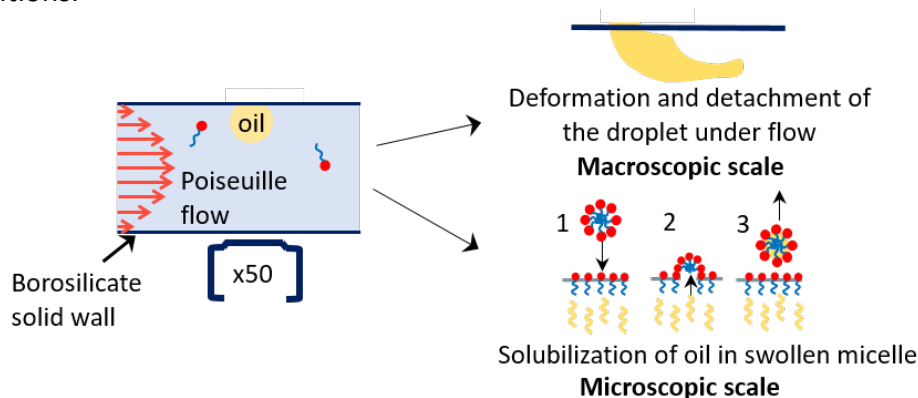 oil
Poiseuille
flow
x50
Borosilicate
solid wall
Deformation and detachment of
the droplet under flow
Macroscopic scale
1 2 3
Solubilization of oil in swollen micelle
Microscopic scale